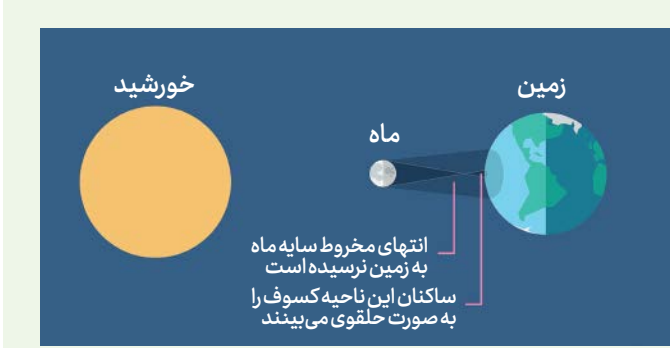 خورشید
زمین
ماه
انتهای مخروط سایه ماه
به زمین نرسیده است
ساکنان این ناحیه کسوف را
به صورت حلقوی می‌بینند